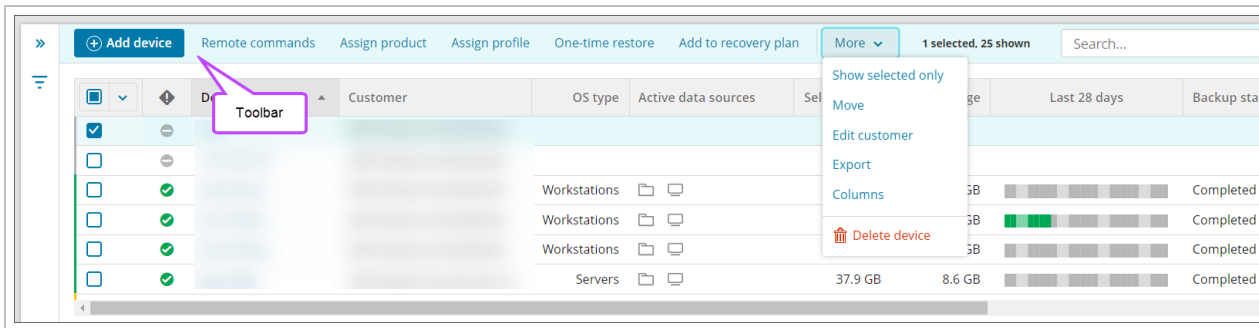 Add device Remote commands Assign product Assign profile One-time restore Add to recovery plan More 1 selected, 25 shown Search...
Show selected only
Move
Edit customer
Export
Columns
Delete device
Toolbar
Customer OS type Active data sources Last 28 days
Workstations GB Completed
Workstations GB Completed
Workstations GB Completed
Servers 37.9 GB 8.6 GB Completed